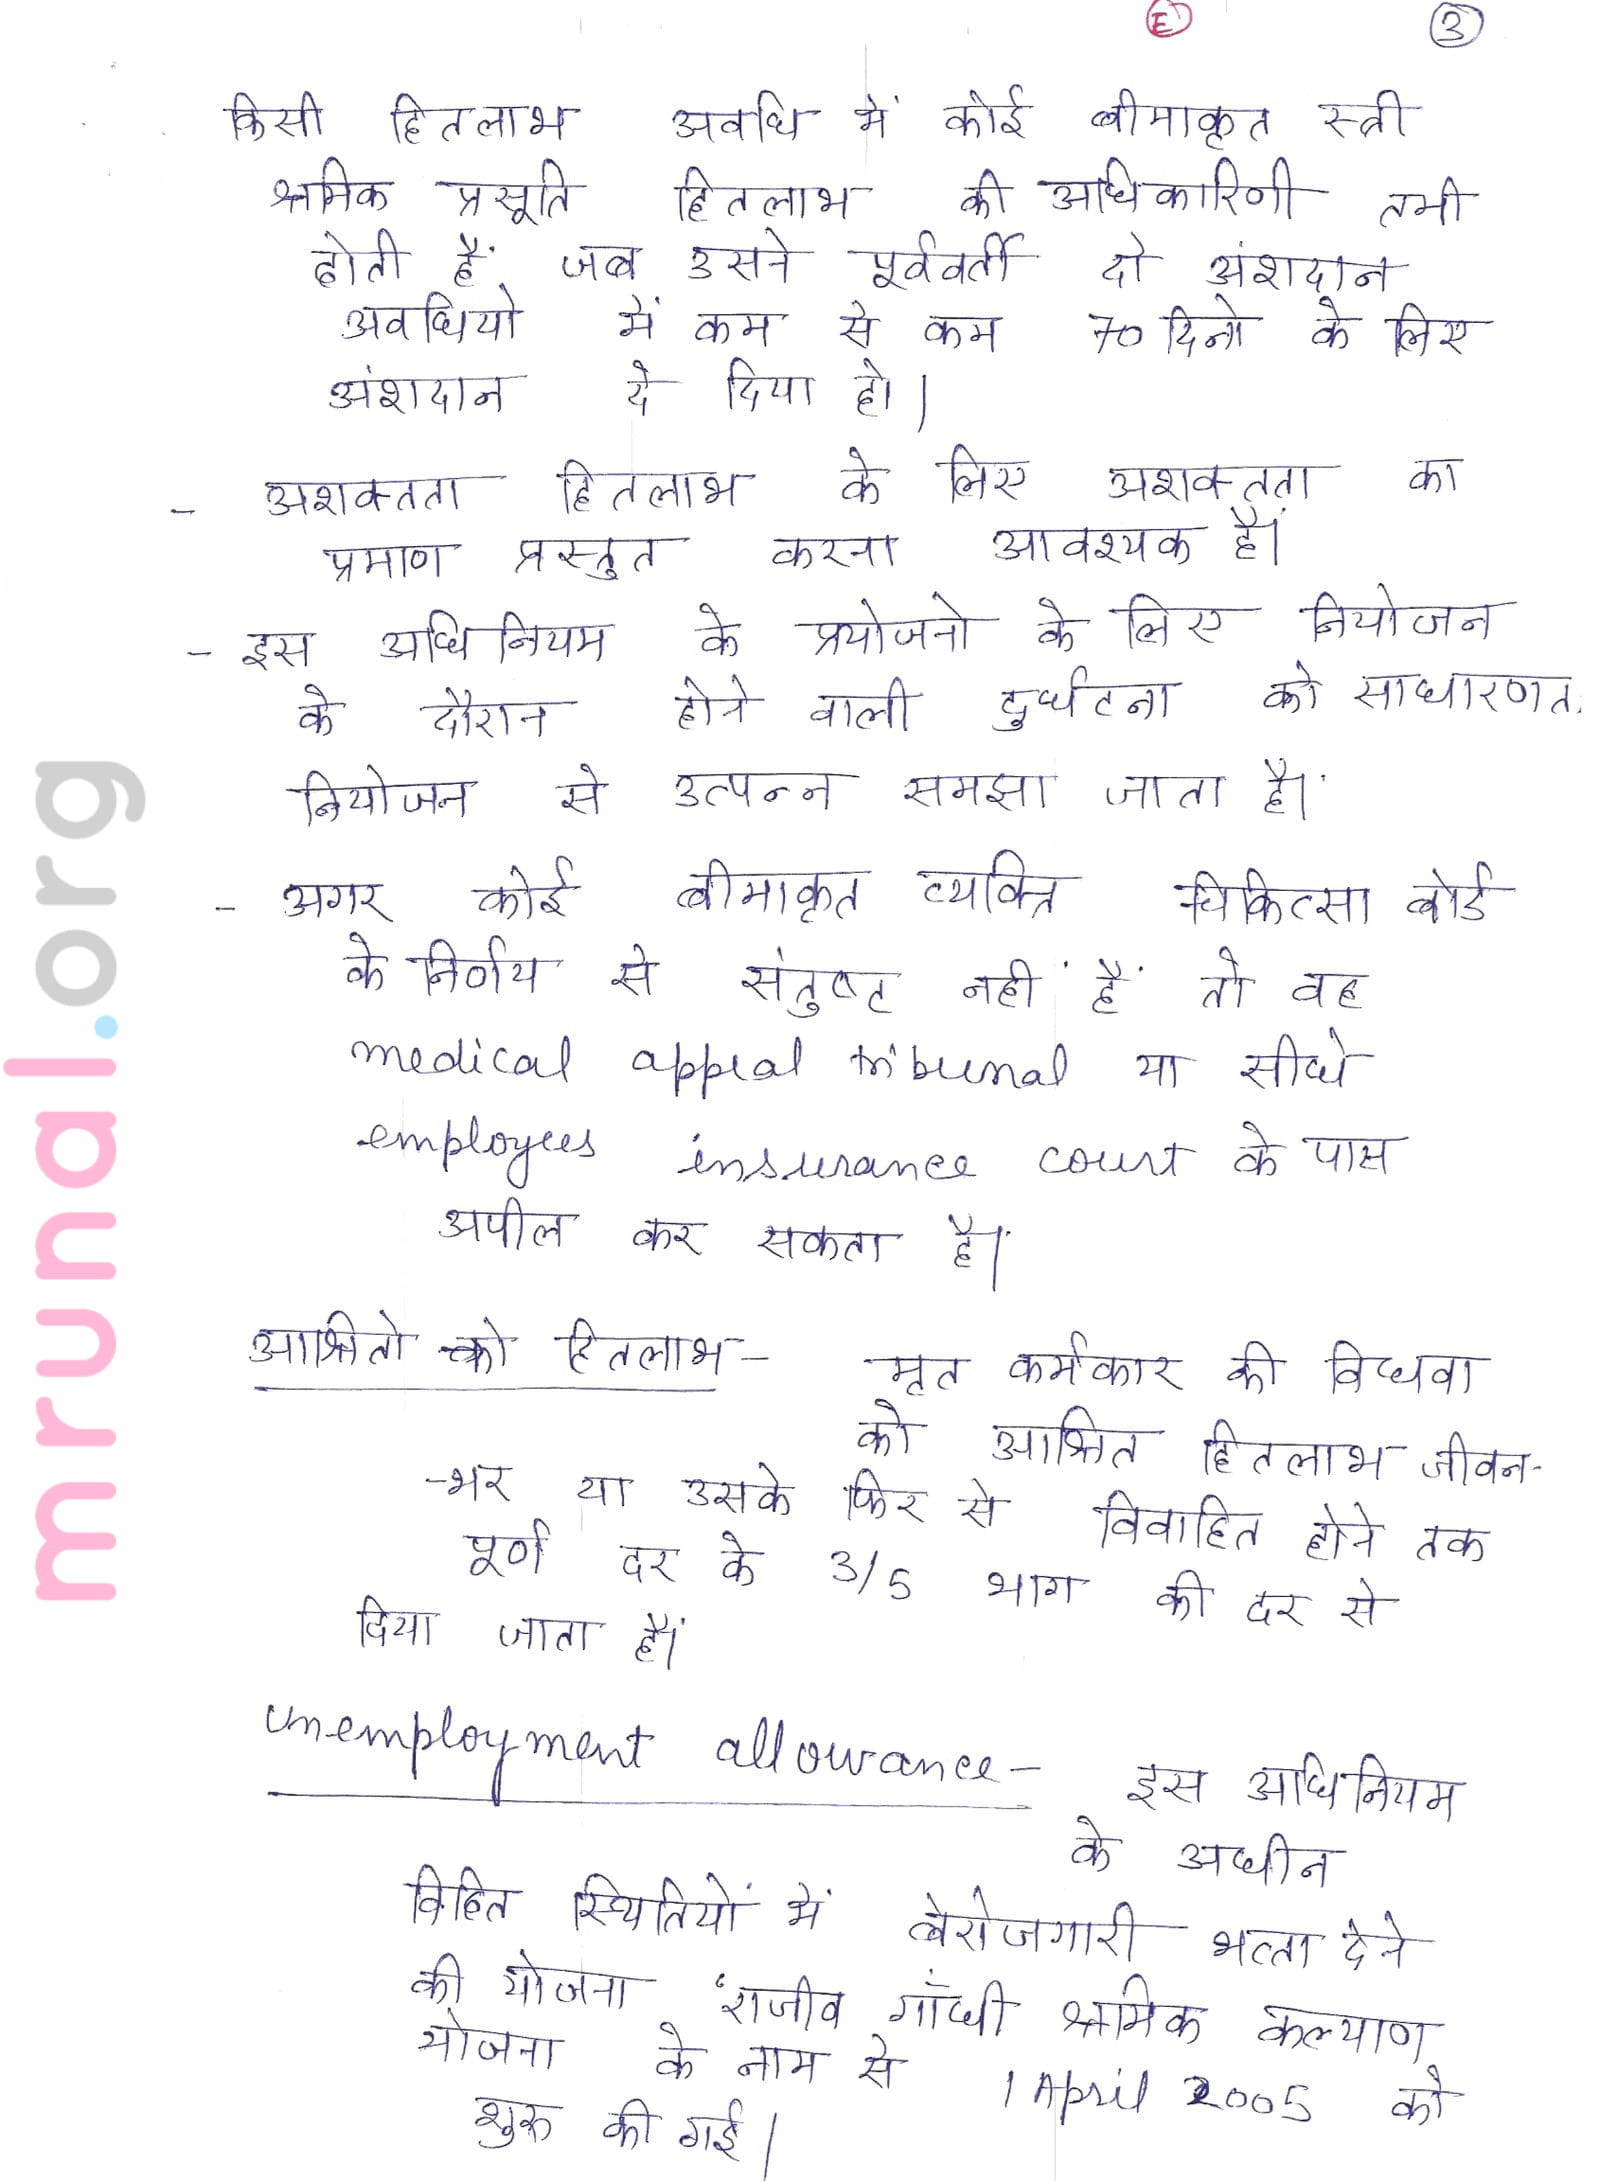 E 3
किसी हितलाभ अवधि में कोई बीमाकृत स्त्री
श्रमिक प्रसूति हितलाभ की अधिकारिणी तभी
होती हैं जब उसने पूर्ववर्ती दो अंशदान
अवधियो में कम से कम 70 दिनो के लिए
अंशदान दे दिया हो।
- अशक्तता हितलाभ के लिए अशक्तता का
प्रमाण प्रस्तुत करना आवश्यक हैं।
- इस अधिनियम के प्रयोजनो के लिए नियोजन
के दौरान होने वाली दुर्घटना को साधारणत:
नियोजन से उत्पन्न समझा जाता है।
- अगर कोई बीमाकृत व्यक्ति चिकित्सा बोर्ड
के निर्णय से संतुष्ट नहीं हैं तो वह
medical appeal tribunal या सीधे
employees insurance court के पास
अपील कर सकता है।
आश्रितो को हितलाभ - मृत कर्मकार की विधवा
को आश्रित हितलाभ जीवन-
-भर या उसके फिर से विवाहित होने तक
पूर्ण दर के 3/5 भाग की दर से
दिया जाता हैं।
unemployment allowance - इस अधिनियम
के अधीन
विहित स्थितियों में बेरोजगारी भत्ता देने
की योजना 'राजीव गाँधी श्रमिक कल्याण
योजना के नाम से 1 April 2005 को
शुरू की गई।
mrunal.org